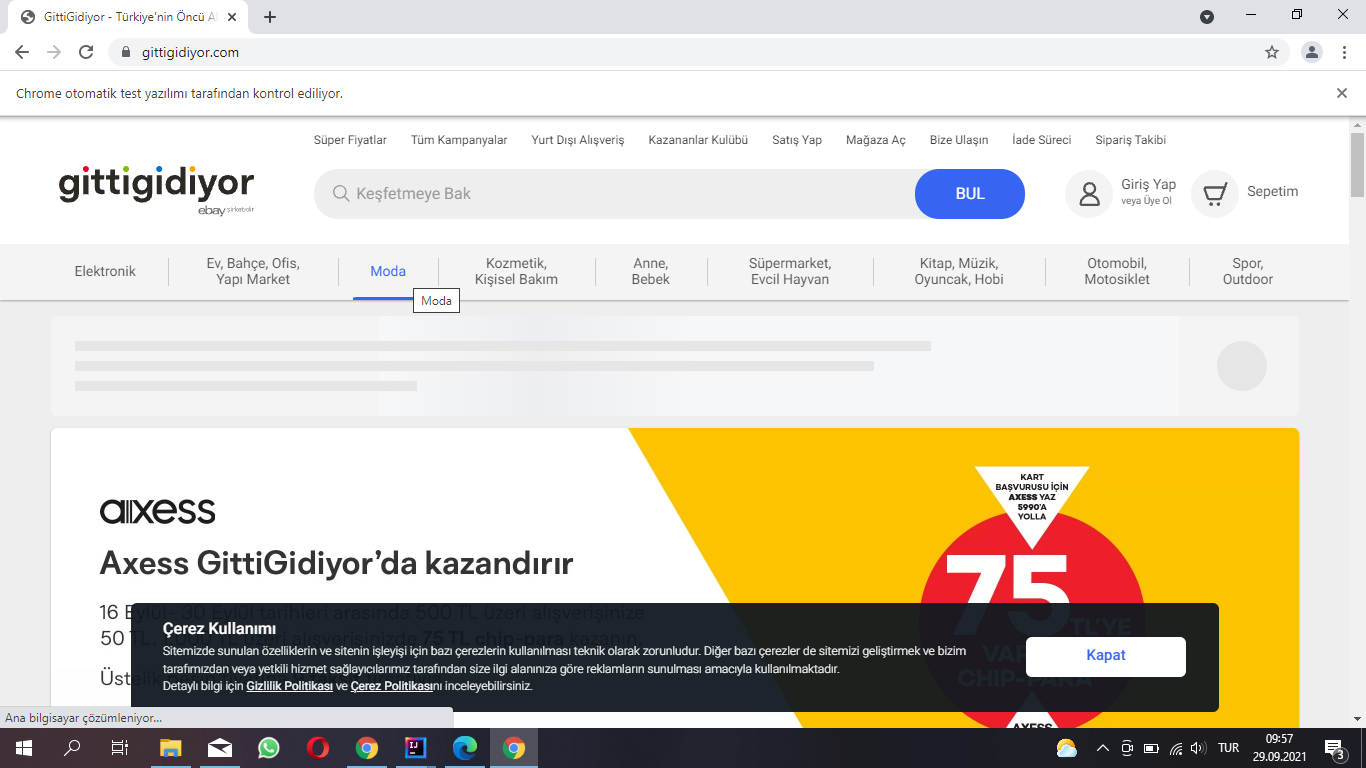 GittiGidiyor - Türkiye'nin Öncü Al
gittigidiyor.com
Chrome otomatik test yazılımı tarafından kontrol ediliyor.
Süper Fiyatlar Tüm Kampanyalar Yurt Dışı Alışveriş Kazananlar Kulübü Satış Yap Mağaza Aç Bize Ulaşın İade Süreci Sipariş Takibi
gittigidiyor
ebay şirketidir
Keşfetmeye Bak
BUL
Giriş Yap
veya Üye Ol
Sepetim
Elektronik
Ev, Bahçe, Ofis,
Yapı Market
Moda
Kozmetik,
Kişisel Bakım
Anne,
Bebek
Süpermarket,
Evcil Hayvan
Kitap, Müzik,
Oyuncak, Hobi
Otomobil,
Motosiklet
Spor,
Outdoor
Moda
axess
Axess GittiGidiyor'da kazandırır
16 Eylül- 30 Eylül tarihleri arasında 500 TL üzeri alışverişinize
50 TL, 1.000 TL üzeri alışverişinizde 75 TL chip-para kazanın.
KART
BAŞVURUSU İÇİN
AXESS YAZ
5990'A
YOLLA
75
TL'YE
VARAN
CHIP-PARA
AXESS
Çerez Kullanımı
Sitemizde sunulan özelliklerin ve sitenin işleyişi için bazı çerezlerin kullanılması teknik olarak zorunludur. Diğer bazı çerezler de sitemizi geliştirmek ve bizim
tarafımızdan veya yetkili hizmet sağlayıcılarımız tarafından size ilgi alanınıza göre reklamların sunulması amacıyla kullanılmaktadır.
Detaylı bilgi için Gizlilik Politikası ve Çerez Politikasını inceleyebilirsiniz.
Kapat
Ana bilgisayar çözümleniyor...
TUR
09:57
29.09.2021
3